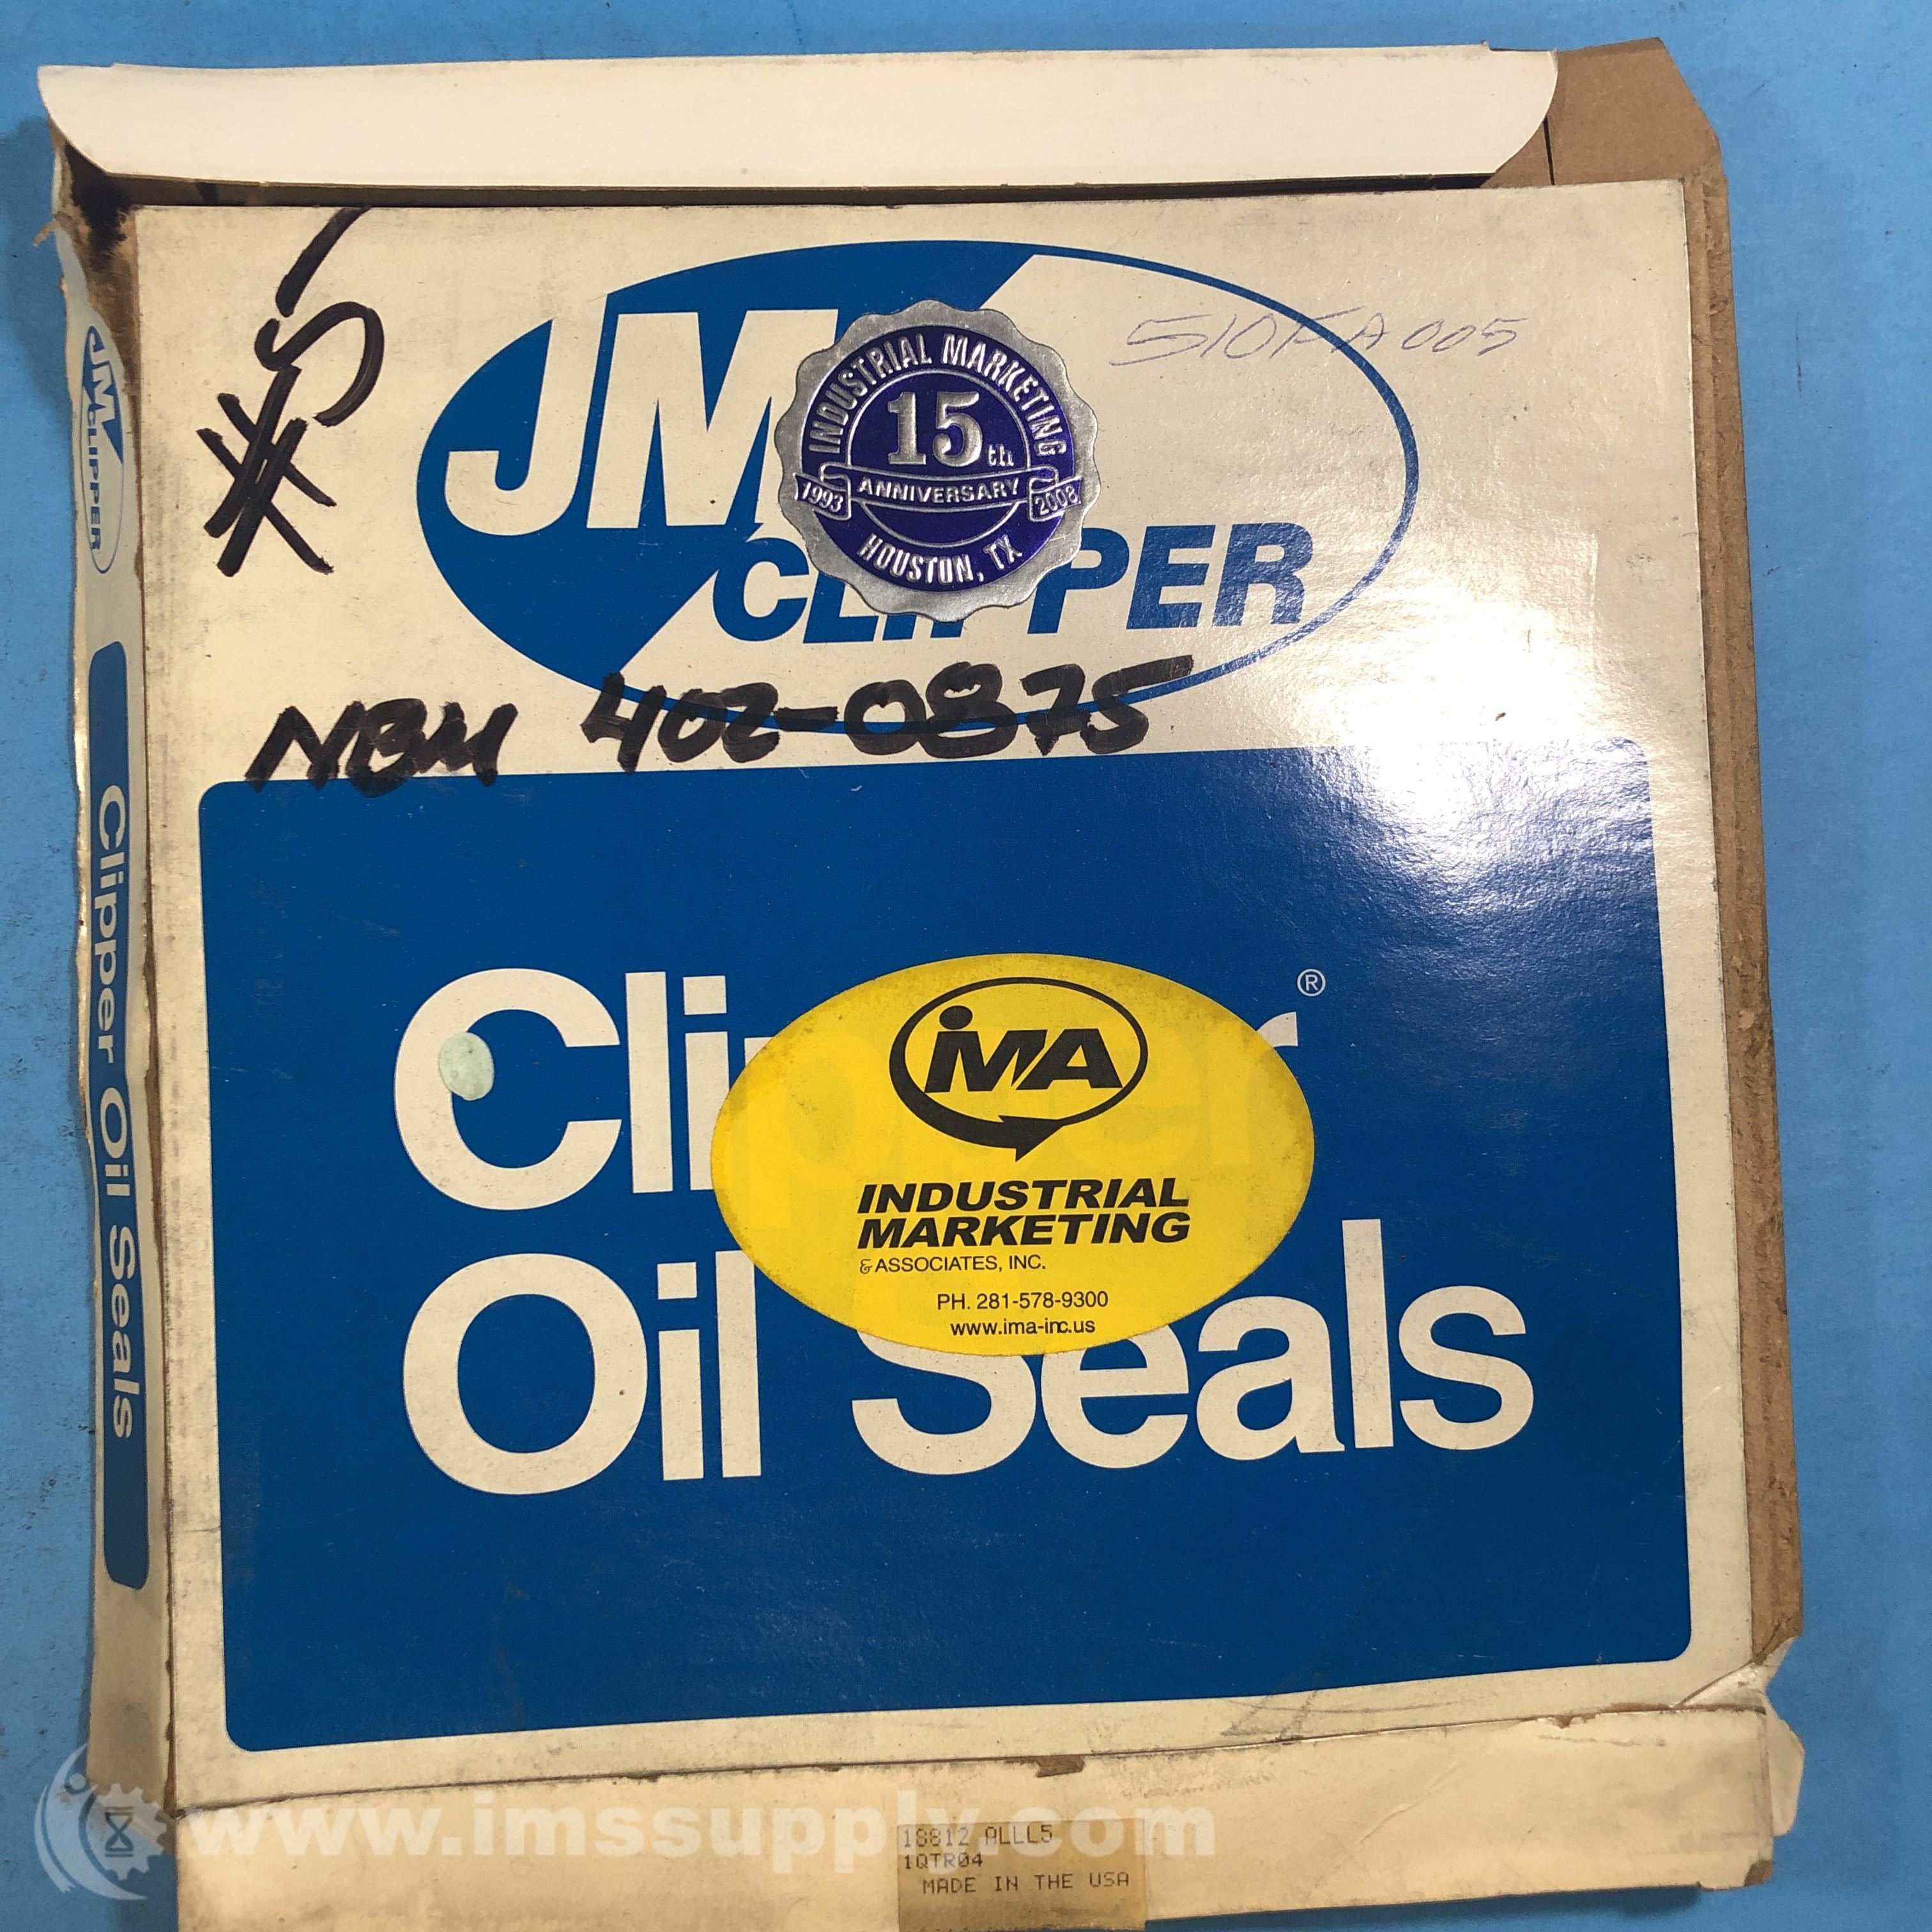 #5
JM
CLIPPER
510FA005
INDUSTRIAL MARKETING
15th
ANNIVERSARY
1993 2008
HOUSTON, TX
NBM 402-0875
JM
CLIPPER
Clipper Oil Seals
Clipper®
Oil Seals
iMA
INDUSTRIAL
MARKETING
& ASSOCIATES, INC.
PH. 281-578-9300
www.ima-inc.us
www.imssupply.com
18812 ALLL5
1QTR04
MADE IN THE USA